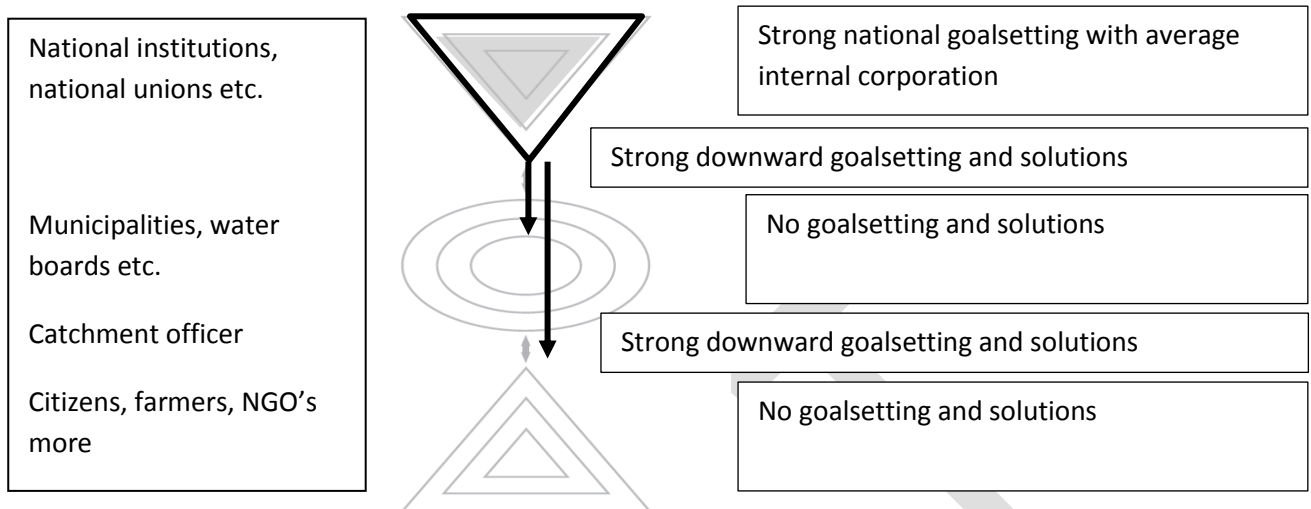 National institutions,
national unions etc.
Municipalities, water
boards etc.
Catchment officer
Citizens, farmers, NGO’s
more
Strong national goalsetting with average
internal corporation
Strong downward goalsetting and solutions
No goalsetting and solutions
Strong downward goalsetting and solutions
No goalsetting and solutions